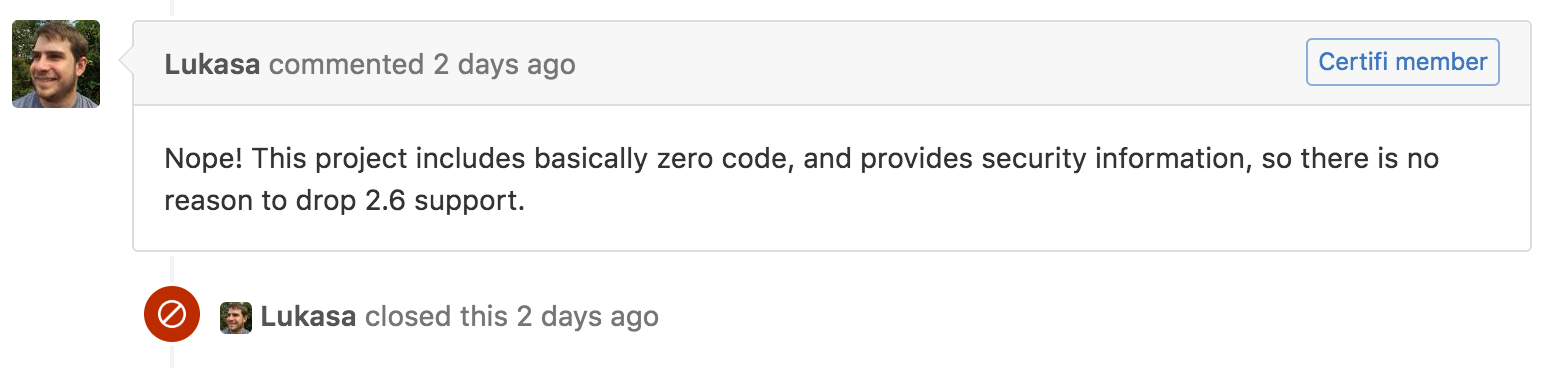 Lukasa commented 2 days ago
Certifi member
Nope! This project includes basically zero code, and provides security information, so there is no
reason to drop 2.6 support.
Lukasa closed this 2 days ago